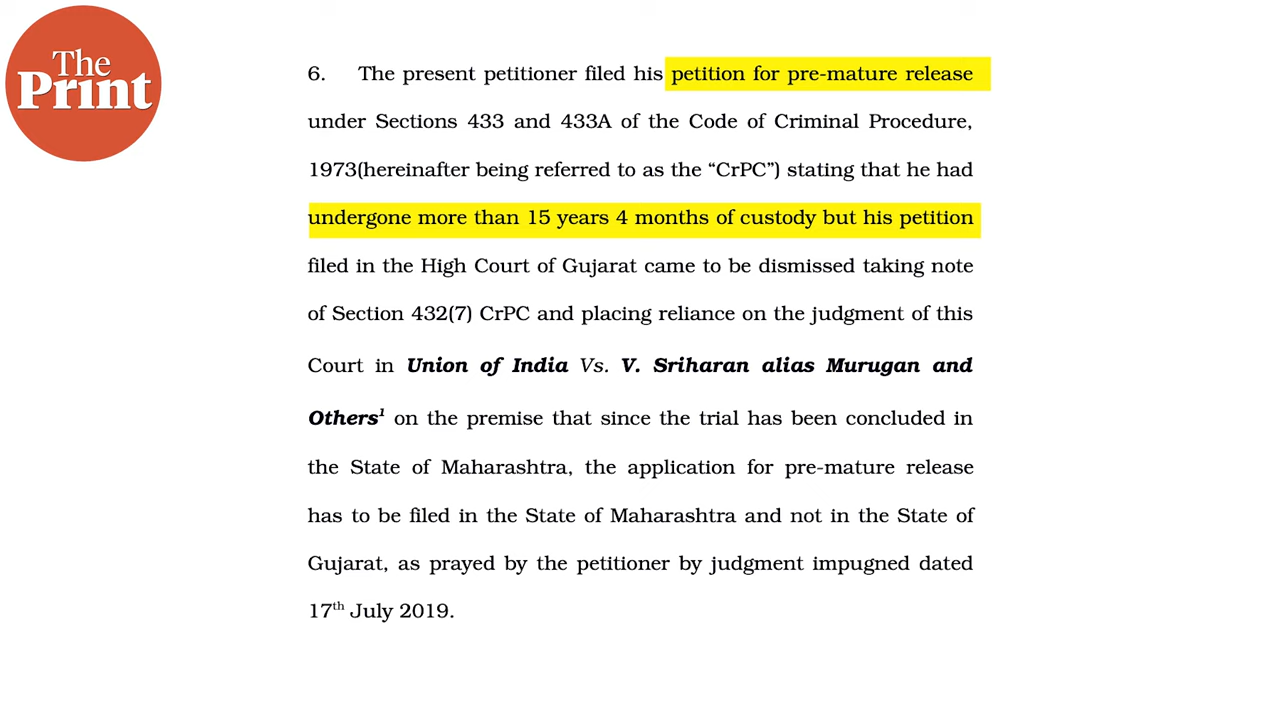 The
Print
6. The present petitioner filed his petition for pre-mature release
under Sections 433 and 433A of the Code of Criminal Procedure,
1973(hereinafter being referred to as the “CrPC”) stating that he had
undergone more than 15 years 4 months of custody but his petition
filed in the High Court of Gujarat came to be dismissed taking note
of Section 432(7) CrPC and placing reliance on the judgment of this
Court in Union of India Vs. V. Sriharan alias Murugan and
Others¹ on the premise that since the trial has been concluded in
the State of Maharashtra, the application for pre-mature release
has to be filed in the State of Maharashtra and not in the State of
Gujarat, as prayed by the petitioner by judgment impugned dated
17th July 2019.